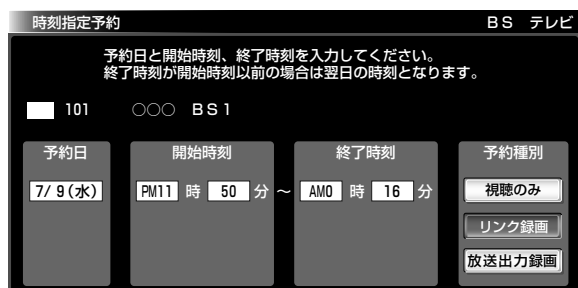 時刻指定予約 BS テレビ
予約日と開始時刻、終了時刻を入力してください。
終了時刻が開始時刻以前の場合は翌日の時刻となります。
101 ○○○ BS1
予約日 開始時刻 終了時刻 予約種別
7/ 9(水) PM11 時 50 分 ～ AM0 時 16 分 視聴のみ
リンク録画
放送出力録画